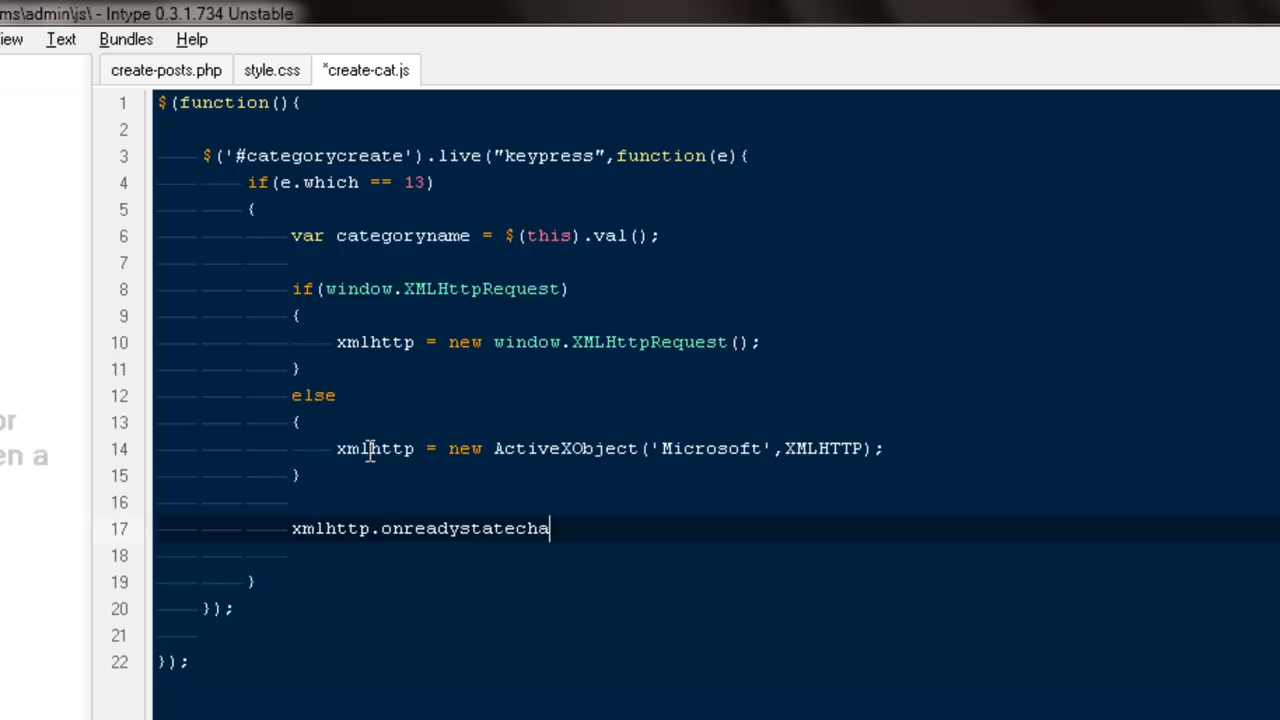 ms\admin\js\ - Intype 0.3.1.734 Unstable
iew Text Bundles Help
create-posts.php style.css *create-cat.js
1 $(function(){
2
3 $('#categorycreate').live("keypress",function(e){
4 if(e.which == 13)
5 {
6 var categoryname = $(this).val();
7
8 if(window.XMLHttpRequest)
9 {
10 xmlhttp = new window.XMLHttpRequest();
11 }
12 else
13 {
14 xmlhttp = new ActiveXObject('Microsoft',XMLHTTP);
15 }
16
17 xmlhttp.onreadystatecha
18
19 }
20 });
21
22 });
or
en a